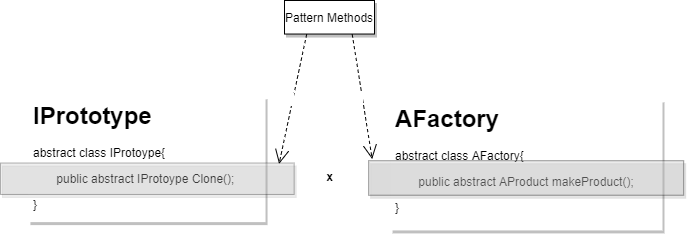 Pattern Methods
IPrototype
abstract class IProtoype{
public abstract IProtoype Clone();
}
x
AFactory
abstract class AFactory{
public abstract AProduct makeProduct();
}